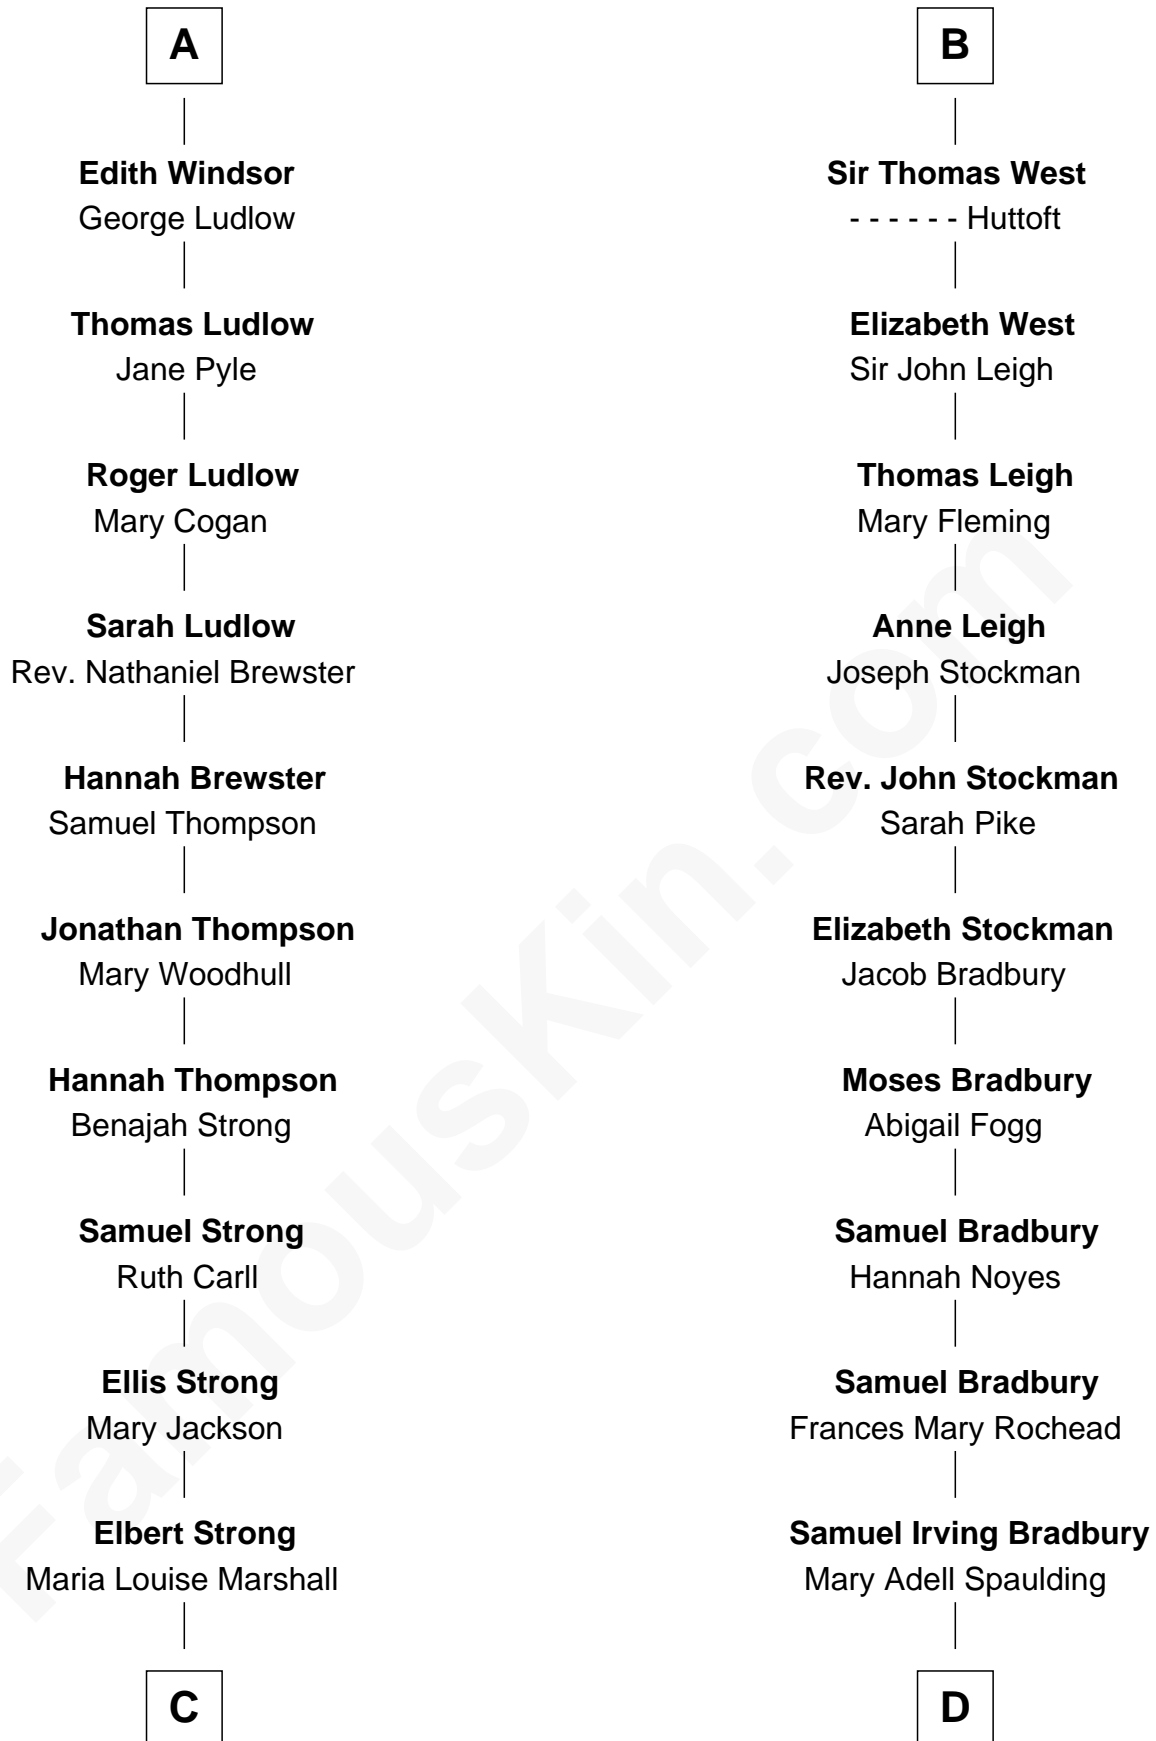 A
Edith Windsor
George Ludlow
Thomas Ludlow
Jane Pyle
Roger Ludlow
Mary Cogan
Sarah Ludlow
Rev. Nathaniel Brewster
Hannah Brewster
Samuel Thompson
Jonathan Thompson
Mary Woodhull
Hannah Thompson
Benajah Strong
Samuel Strong
Ruth Carll
Ellis Strong
Mary Jackson
Elbert Strong
Maria Louise Marshall
C
B
Sir Thomas West
- - - - - - Huttoft
Elizabeth West
Sir John Leigh
Thomas Leigh
Mary Fleming
Anne Leigh
Joseph Stockman
Rev. John Stockman
Sarah Pike
Elizabeth Stockman
Jacob Bradbury
Moses Bradbury
Abigail Fogg
Samuel Bradbury
Hannah Noyes
Samuel Bradbury
Frances Mary Rochead
Samuel Irving Bradbury
Mary Adell Spaulding
D
FamousKin.com